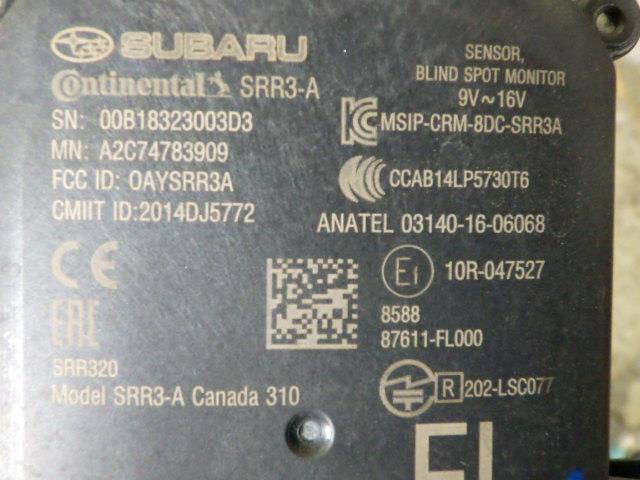 SUBARU
Continental SRR3-A
SENSOR,
BLIND SPOT MONITOR
9V~16V
SN: 00B18323003D3
MSIP-CRM-8DC-SRR3A
MN: A2C74783909
FCC ID: OAYSRR3A
CCAB14LP5730T6
CMIIT ID:2014DJ5772
ANATEL 03140-16-06068
CE
E1 10R-047527
EAC
8588
87611-FL000
SRR320
Model SRR3-A Canada 310
R 202-LSC077